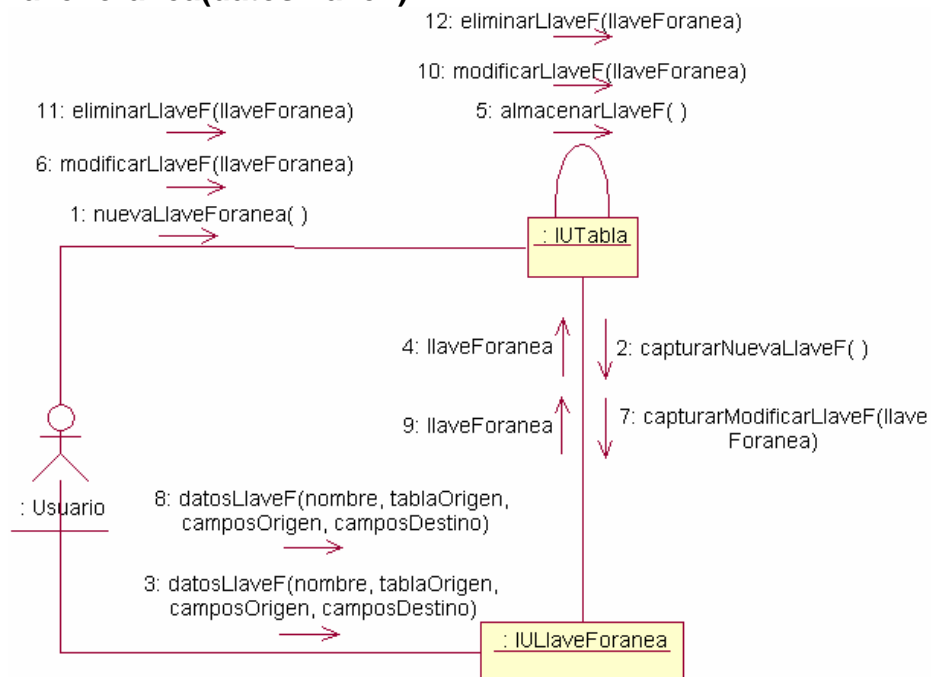 12: eliminarLlaveF(llaveForanea)
10: modificarLlaveF(llaveForanea)
5: almacenarLlaveF( )
11: eliminarLlaveF(llaveForanea)
6: modificarLlaveF(llaveForanea)
1: nuevaLlaveForanea( )
: IUTabla
4: llaveForanea
2: capturarNuevaLlaveF( )
9: llaveForanea
7: capturarModificarLlaveF(llave
Foranea)
: Usuario
8: datosLlaveF(nombre, tablaOrigen,
camposOrigen, camposDestino)
3: datosLlaveF(nombre, tablaOrigen,
camposOrigen, camposDestino)
: IULlaveForanea